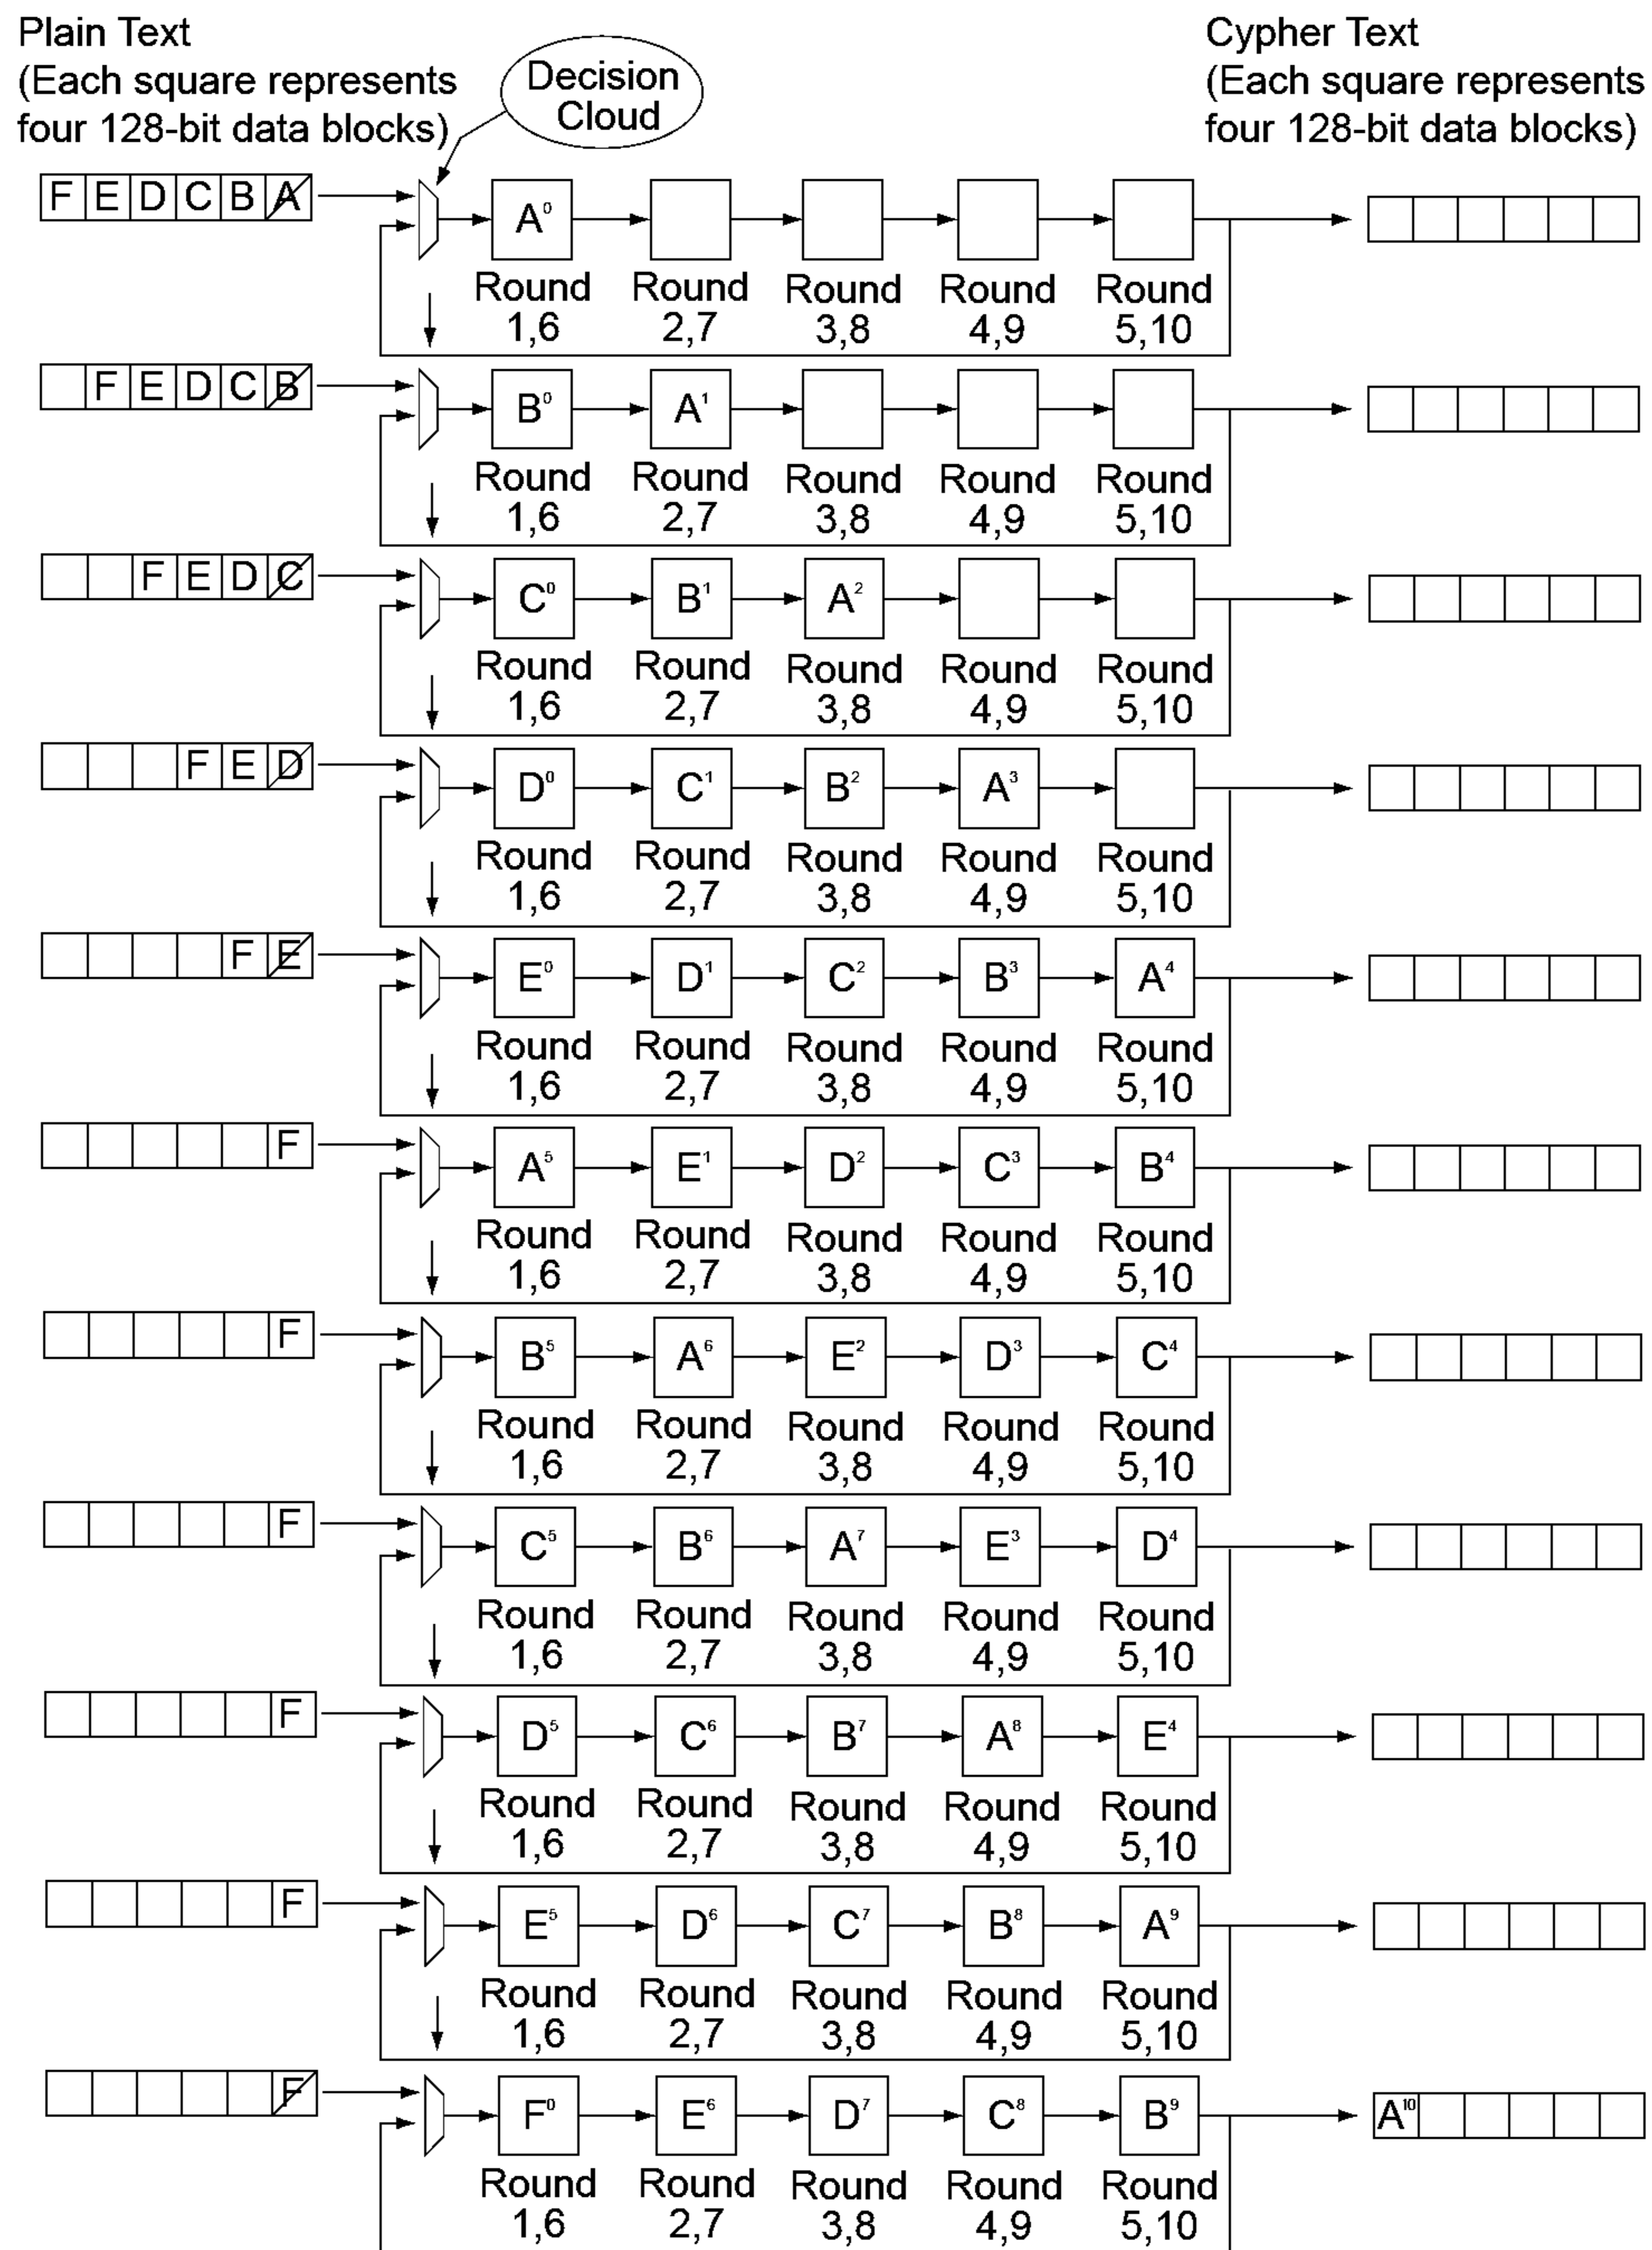 Plain Text
(Each square represents
four 128-bit data blocks)
Decision
Cloud
Cypher Text
(Each square represents
four 128-bit data blocks)
F E D C B A
A⁰
Round Round Round Round Round
1,6 2,7 3,8 4,9 5,10
F E D C B
B⁰ A¹
Round Round Round Round Round
1,6 2,7 3,8 4,9 5,10
F E D C
C⁰ B¹ A²
Round Round Round Round Round
1,6 2,7 3,8 4,9 5,10
F E D
D⁰ C¹ B² A³
Round Round Round Round Round
1,6 2,7 3,8 4,9 5,10
F E
E⁰ D¹ C² B³ A⁴
Round Round Round Round Round
1,6 2,7 3,8 4,9 5,10
F
A⁵ E¹ D² C³ B⁴
Round Round Round Round Round
1,6 2,7 3,8 4,9 5,10
F
B⁵ A⁶ E² D³ C⁴
Round Round Round Round Round
1,6 2,7 3,8 4,9 5,10
F
C⁵ B⁶ A⁷ E³ D⁴
Round Round Round Round Round
1,6 2,7 3,8 4,9 5,10
F
D⁵ C⁶ B⁷ A⁸ E⁴
Round Round Round Round Round
1,6 2,7 3,8 4,9 5,10
F
E⁵ D⁶ C⁷ B⁸ A⁹
Round Round Round Round Round
1,6 2,7 3,8 4,9 5,10
F
F⁰ E⁶ D⁷ C⁸ B⁹ A¹⁰
Round Round Round Round Round
1,6 2,7 3,8 4,9 5,10